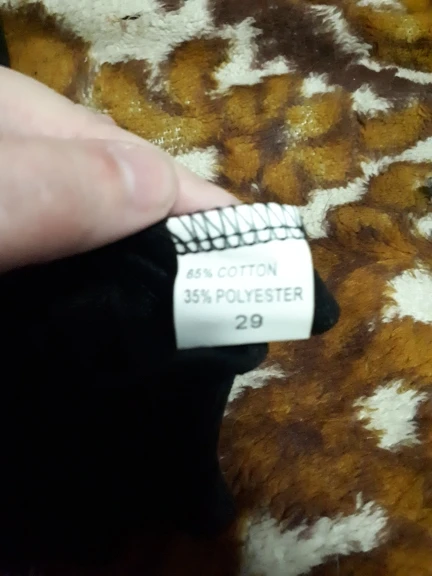 65% COTTON
35% POLYESTER
29